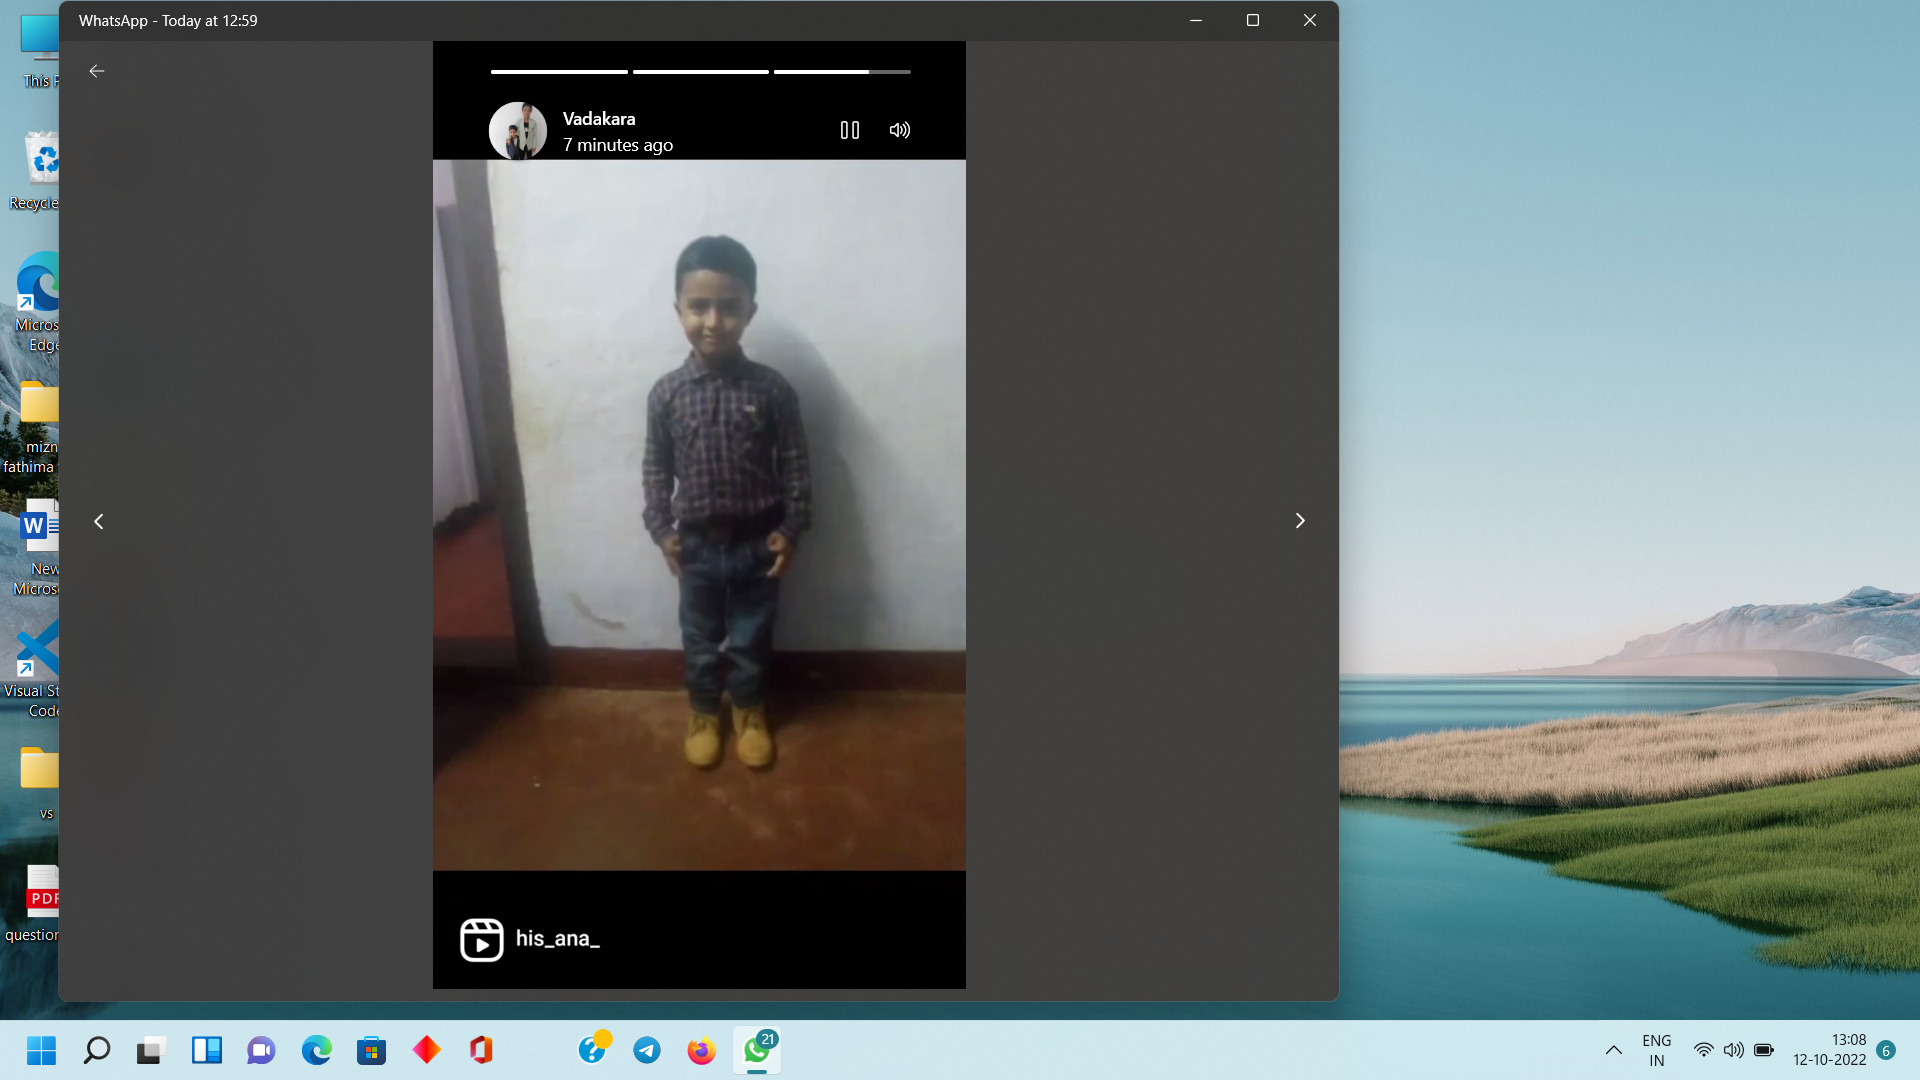 WhatsApp - Today at 12:59
Vadakara
7 minutes ago
his_ana_
This P
Recycle
Micros
Edge
mizn
fathima
New
Micros
Visual St
Code
vs
PDF
question
21
ENG
IN
13:08
12-10-2022
6